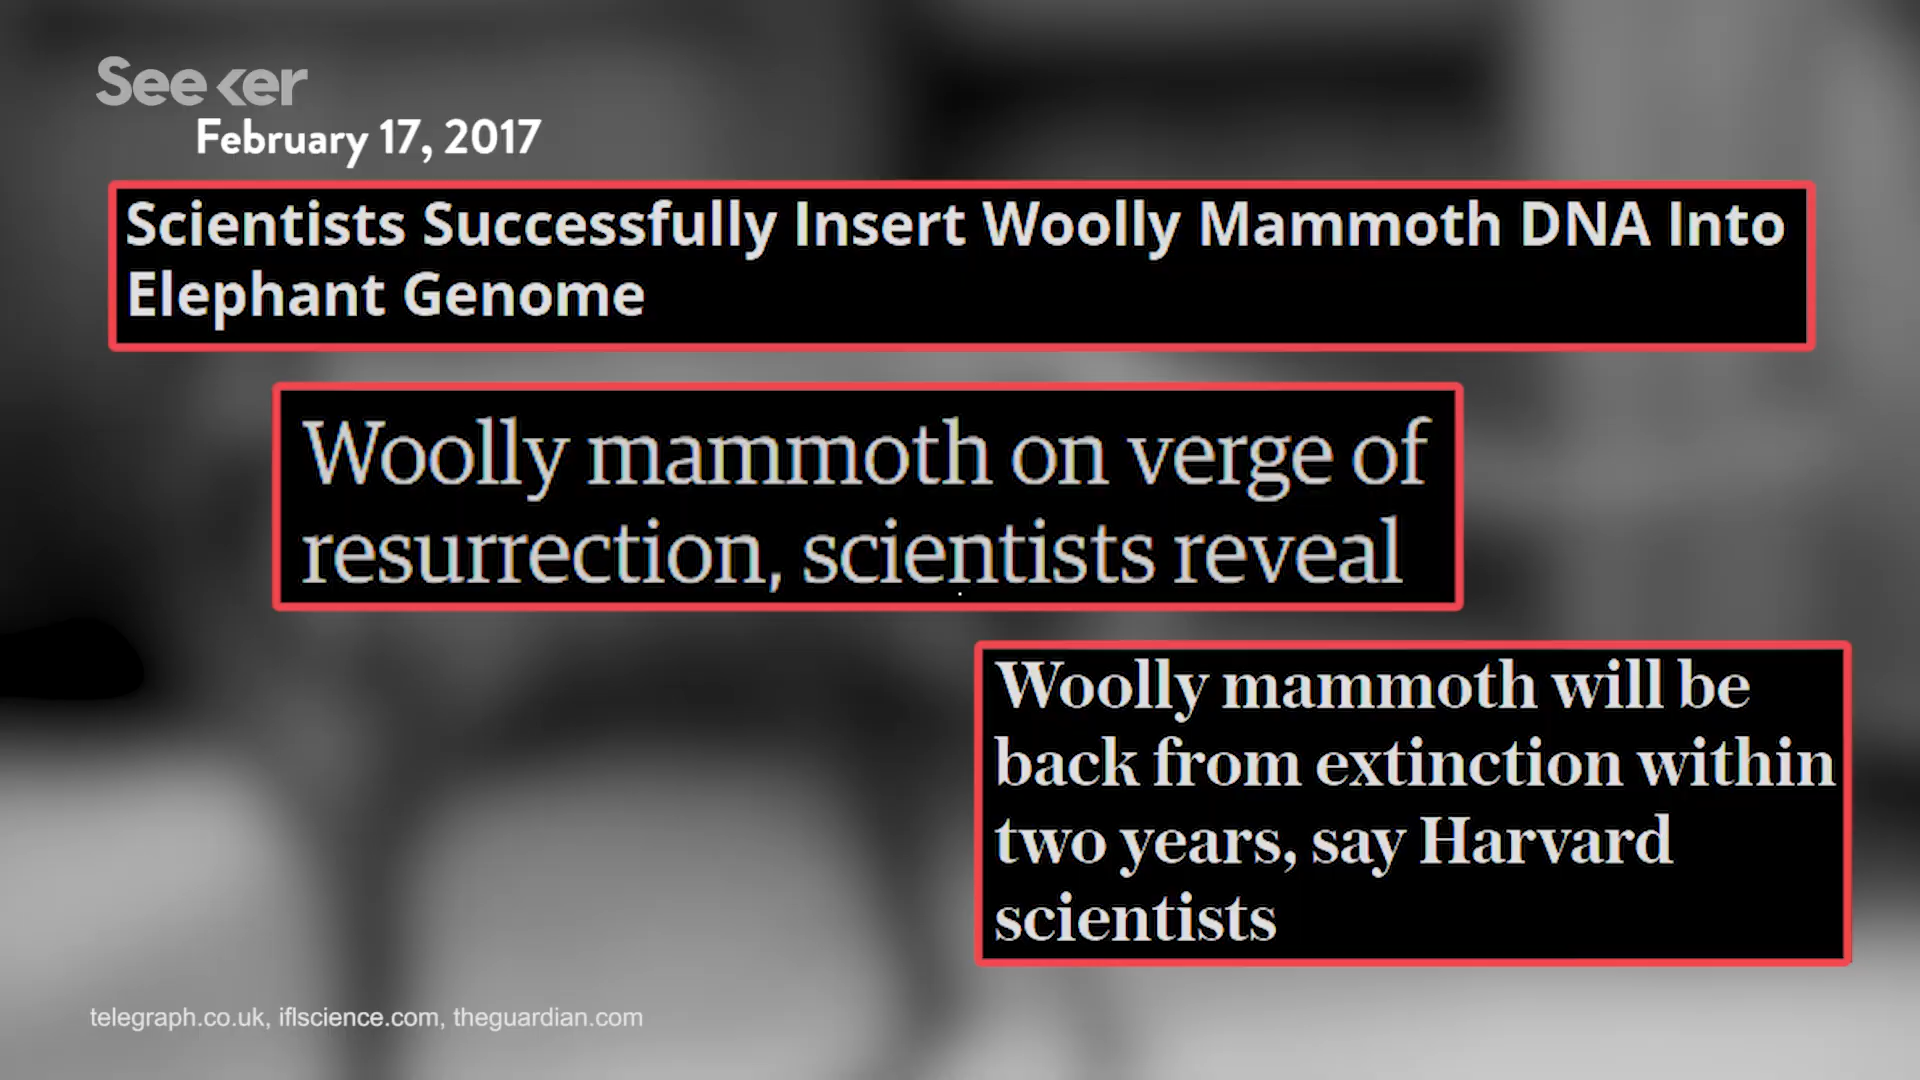 Seeker
February 17, 2017
Scientists Successfully Insert Woolly Mammoth DNA Into
Elephant Genome
Woolly mammoth on verge of
resurrection, scientists reveal
Woolly mammoth will be
back from extinction within
two years, say Harvard
scientists
telegraph.co.uk, iflscience.com, theguardian.com